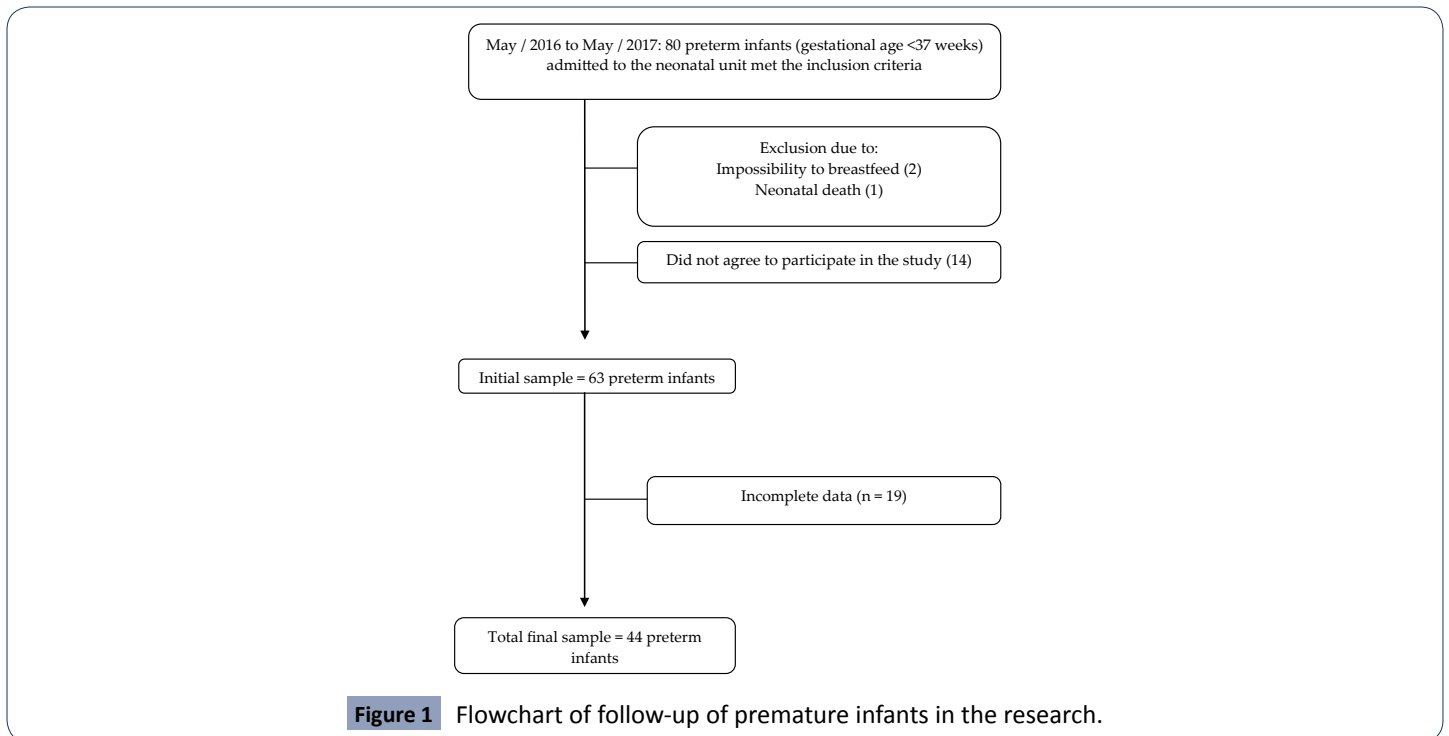 May / 2016 to May / 2017: 80 preterm infants (gestational age <37 weeks)
admitted to the neonatal unit met the inclusion criteria
Exclusion due to:
Impossibility to breastfeed (2)
Neonatal death (1)
Did not agree to participate in the study (14)
Initial sample = 63 preterm infants
Incomplete data (n = 19)
Total final sample = 44 preterm
infants
Figure 1 Flowchart of follow-up of premature infants in the research.